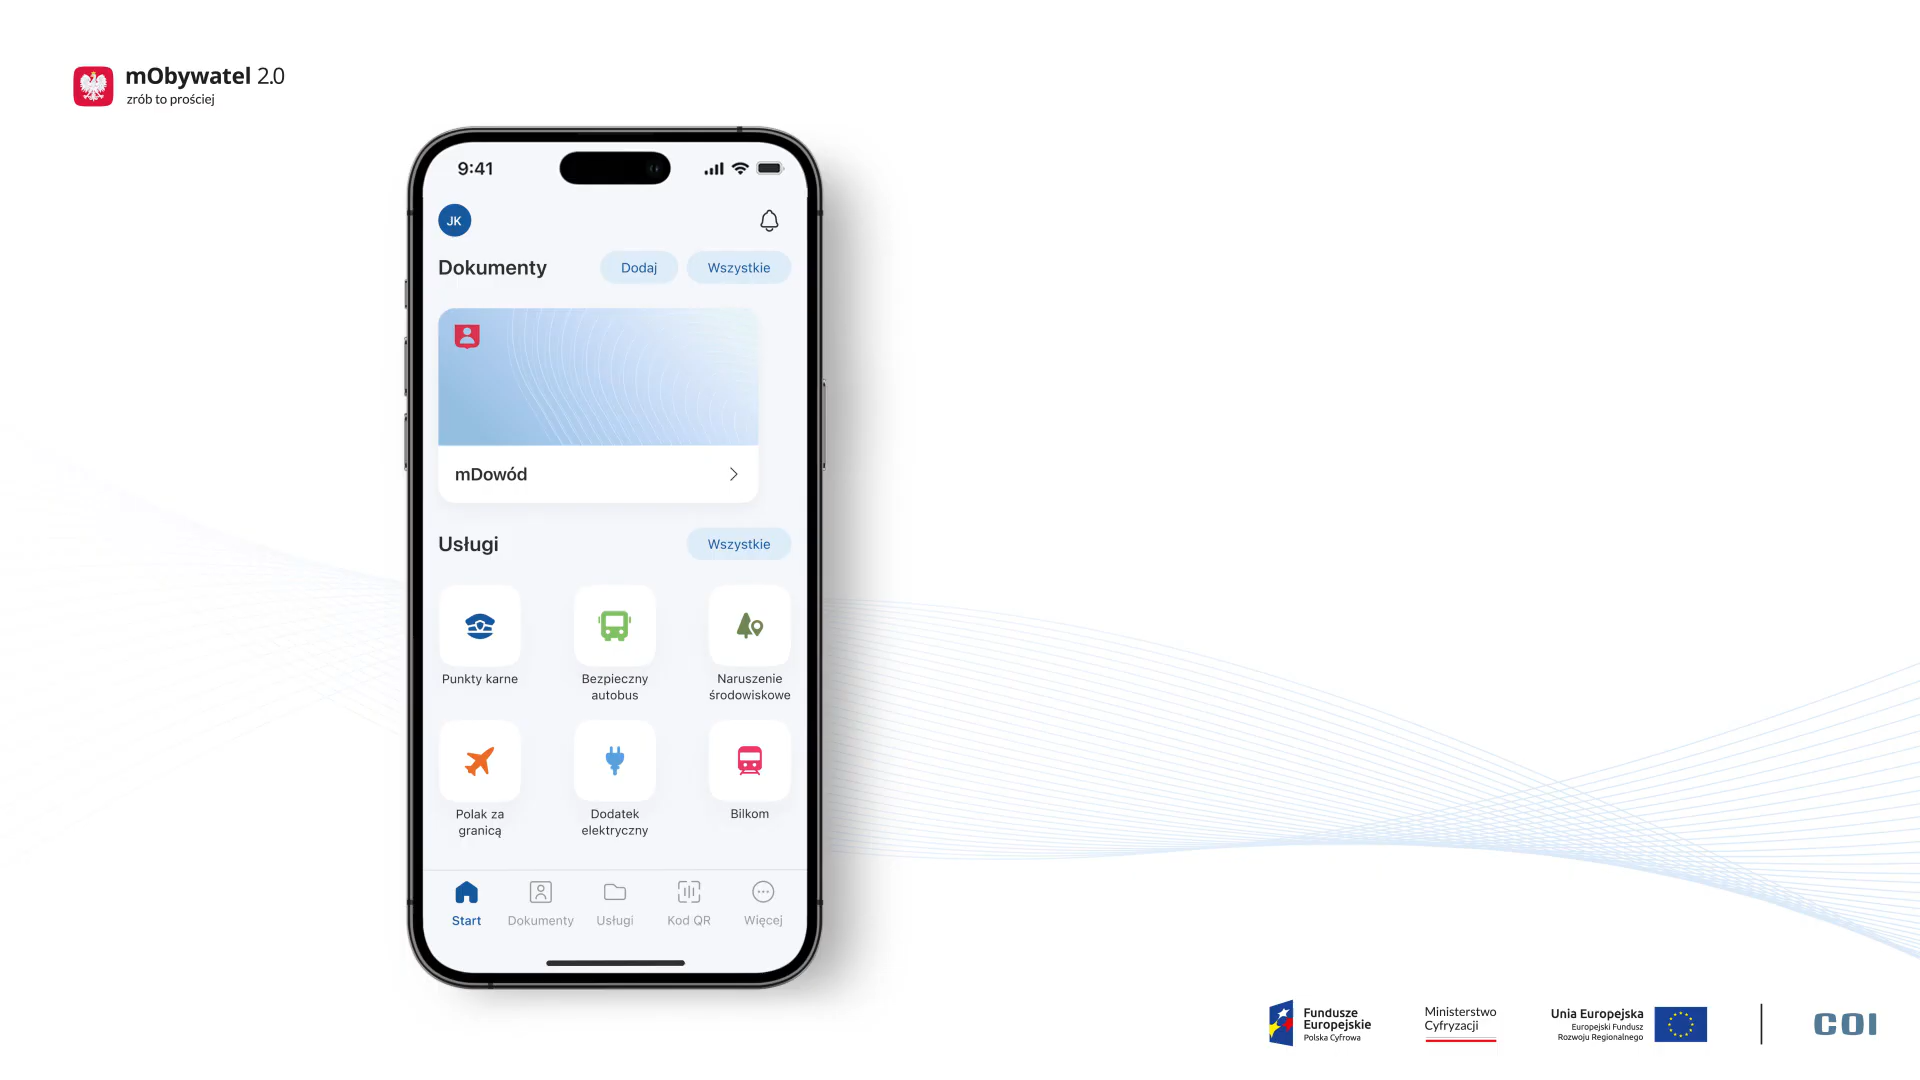 mObywatel 2.0
zrób to prościej
9:41
JK
Dokumenty
Dodaj
Wszystkie
mDowód
Usługi
Wszystkie
Punkty karne
Bezpieczny
autobus
Naruszenie
środowiskowe
Polak za
granicą
Dodatek
elektryczny
Bilkom
Start
Dokumenty
Usługi
Kod QR
Więcej
Fundusze
Europejskie
Polska Cyfrowa
Ministerstwo
Cyfryzacji
Unia Europejska
Europejski Fundusz
Rozwoju Regionalnego
COI